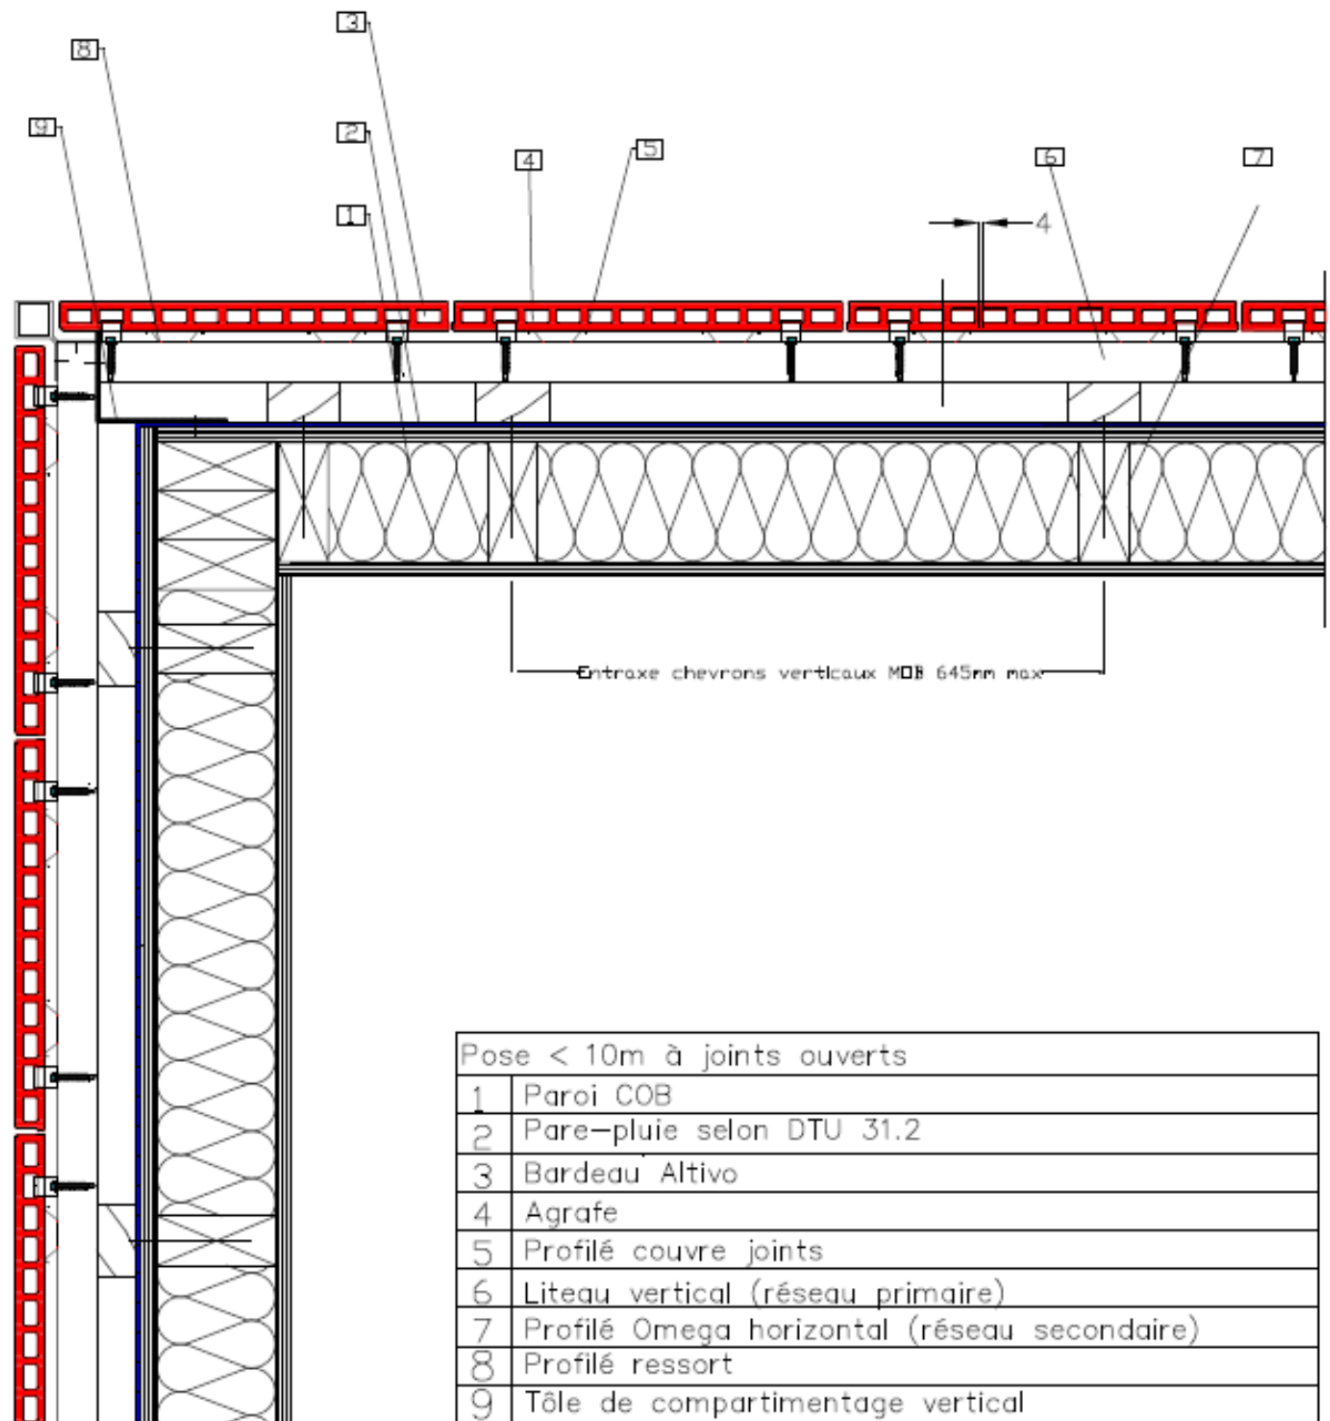 3
8
9
2
4
5
6
7
1
4
Entraxe chevrons verticaux MOB 645mm max
Pose < 10m à joints ouverts
1 Paroi COB
2 Pare-pluie selon DTU 31.2
3 Bardeau Altivo
4 Agrafe
5 Profilé couvre joints
6 Liteau vertical (réseau primaire)
7 Profilé Omega horizontal (réseau secondaire)
8 Profilé ressort
9 Tôle de compartimentage vertical